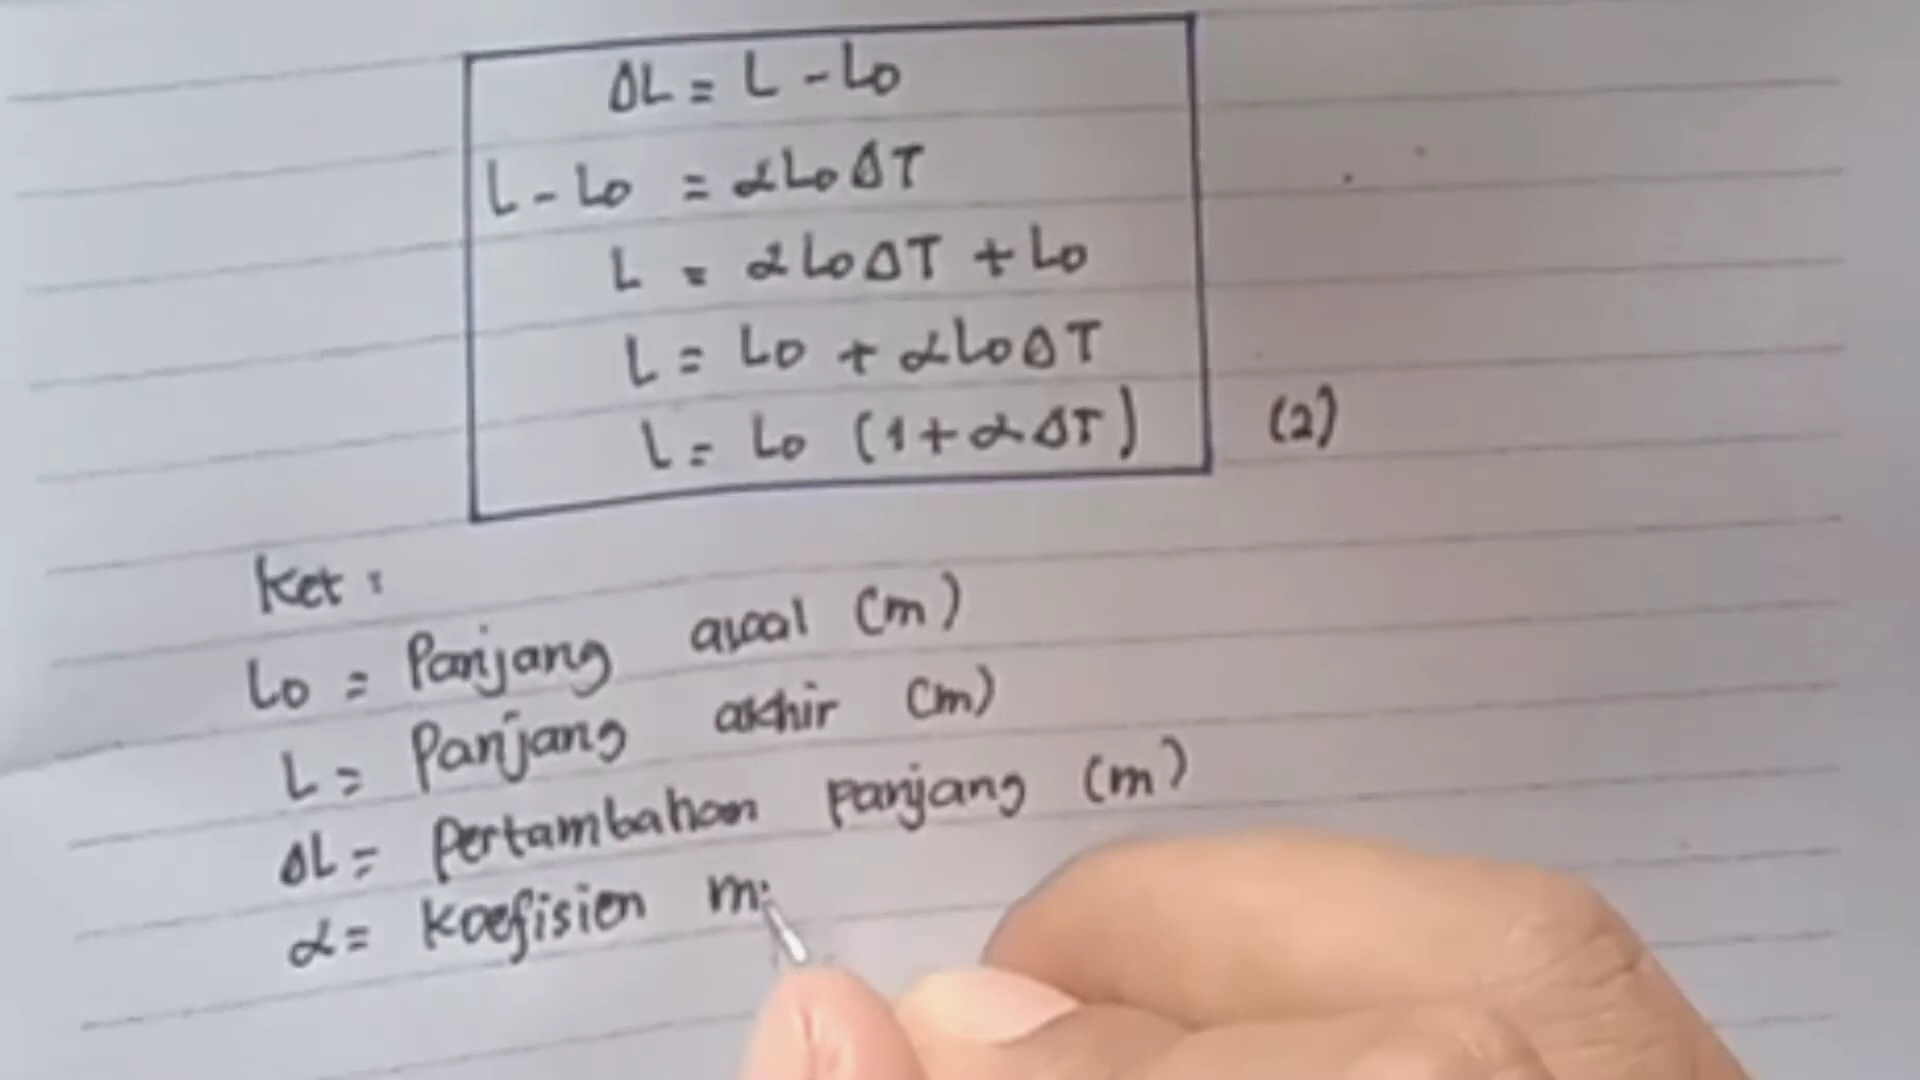 ΔL = L - Lo
L - Lo = αLoΔT
L = αLoΔT + Lo
L = Lo + αLoΔT
L = Lo (1 + αΔT) (2)
Ket :
Lo = Panjang awal (m)
L = Panjang akhir (m)
ΔL = Pertambahan panjang (m)
α = Koefisien